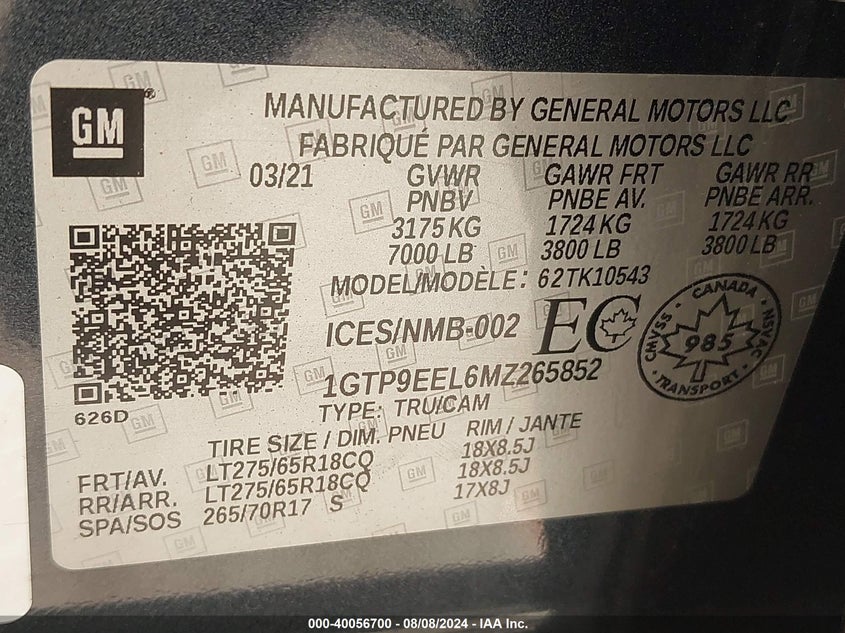 GM
MANUFACTURED BY GENERAL MOTORS LLC
FABRIQUÉ PAR GENERAL MOTORS LLC
03/21 GVWR GAWR FRT GAWR RR
PNBV PNBE AV. PNBE ARR.
3175 KG 1724 KG 1724 KG
7000 LB 3800 LB 3800 LB
MODEL/MODÈLE: 62TK10543
ICES/NMB-002 EC
CMVSS · CANADA · NSVAC
985
TRANSPORT
1GTP9EEL6MZ265852
626D
TYPE: TRU/CAM
TIRE SIZE / DIM. PNEU RIM / JANTE
FRT/AV. LT275/65R18CQ 18X8.5J
RR/ARR. LT275/65R18CQ 18X8.5J
SPA/SOS 265/70R17 S 17X8J
000-40056700 - 08/08/2024 - IAA Inc.